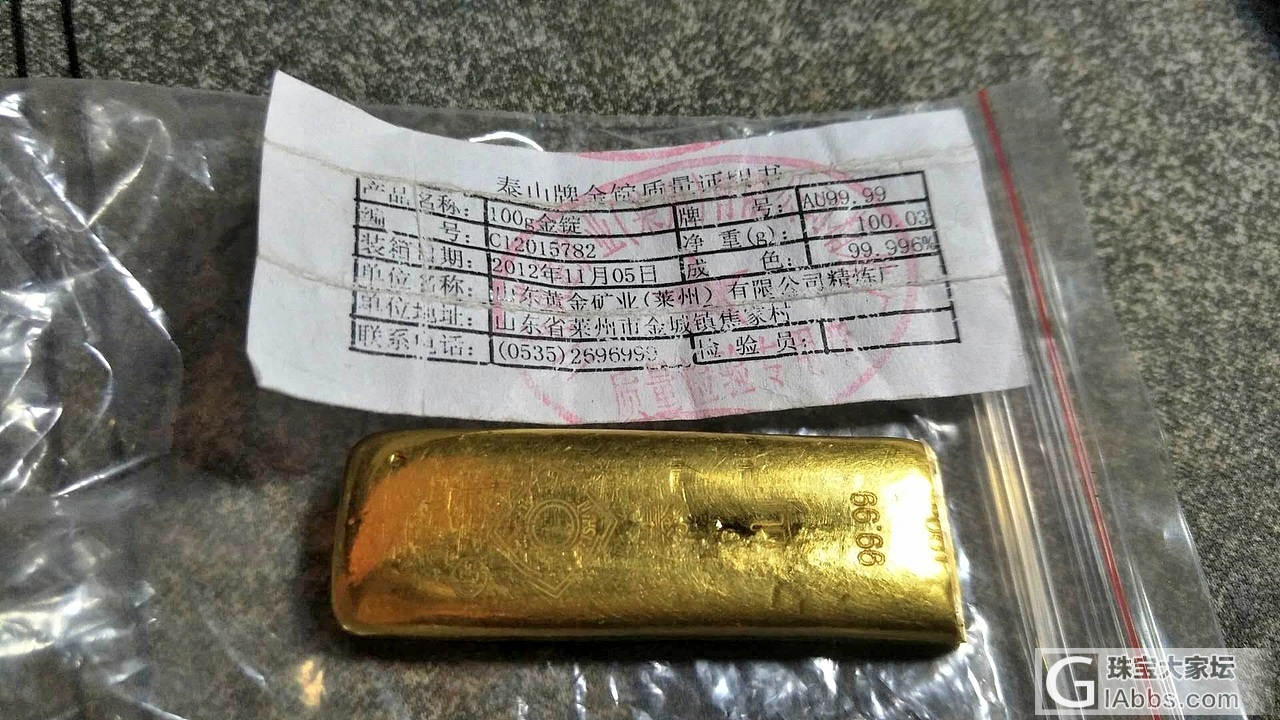 泰山牌金锭质量证明书
产品名称： 100g金锭 牌 号： AU99.99
编 号： C12015782 净 重(g)： 100.03
装箱日期： 2012年11月05日 成 色： 99.996%
单位名称： 山东黄金矿业（莱州）有限公司精炼厂
单位地址： 山东省莱州市金城镇焦家村
联系电话： (0535)2696999 检 验 员：
99.99
G 珠宝大家坛
GIAbbs.com